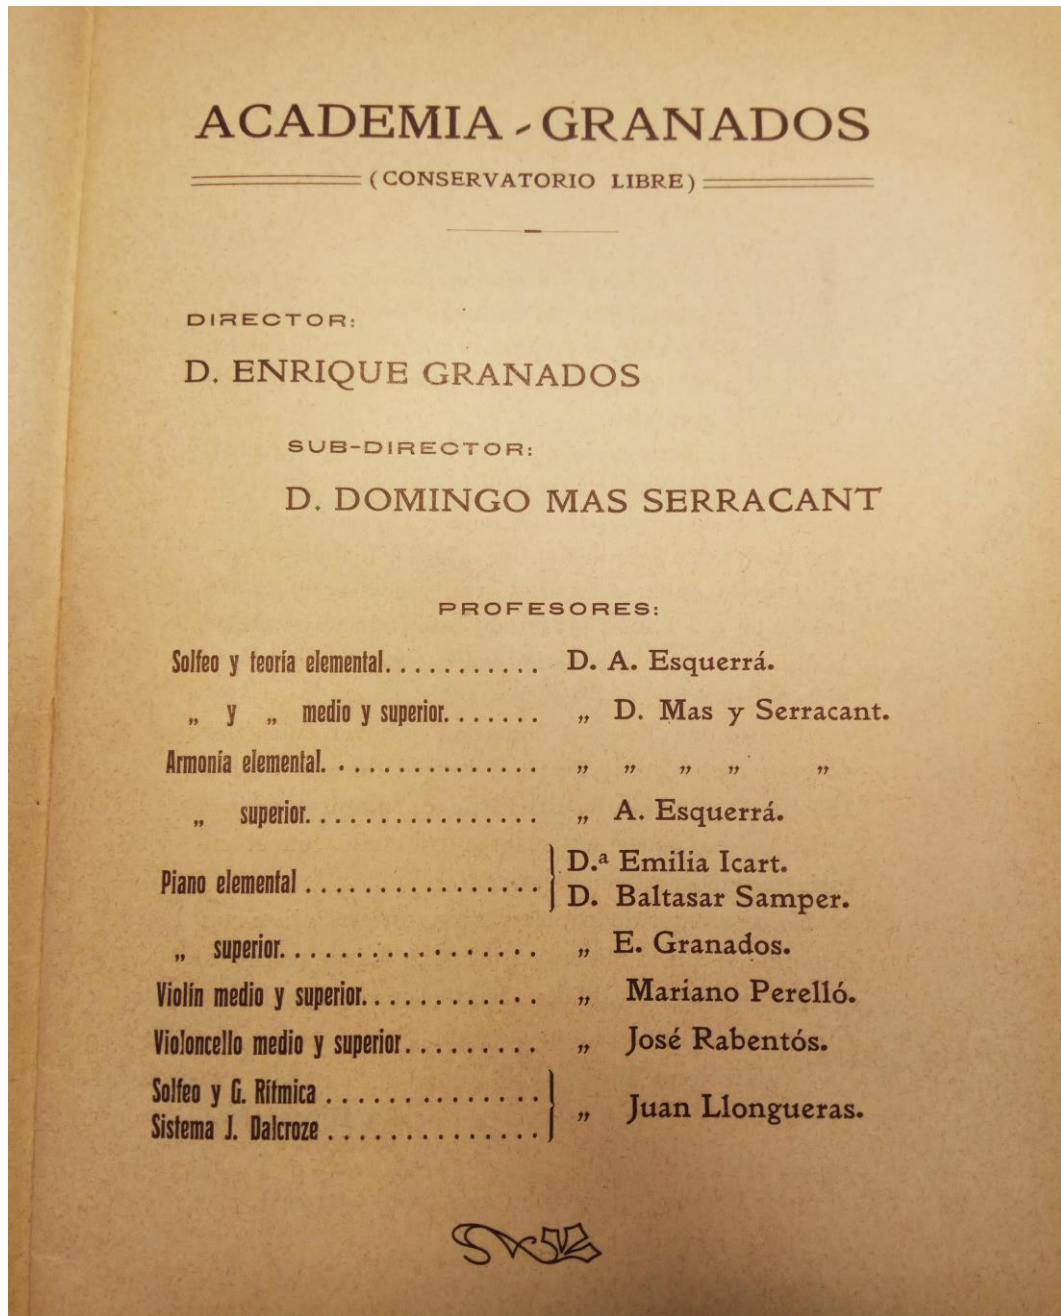 ACADEMIA - GRANADOS
(CONSERVATORIO LIBRE)
DIRECTOR:
D. ENRIQUE GRANADOS
SUB-DIRECTOR:
D. DOMINGO MAS SERRACANT
PROFESORES:
Solfeo y teoría elemental. . . . . . . . . . . D. A. Esquerrá.
„ y „ medio y superior. . . . . . . „ D. Mas y Serracant.
Armonía elemental. . . . . . . . . . . . . . . „ „ „ „ „
„ superior. . . . . . . . . . . . . . . . „ A. Esquerrá.
Piano elemental . . . . . . . . . . . . . . . . D.ª Emilia Icart.
D. Baltasar Samper.
„ superior. . . . . . . . . . . . . . . . . „ E. Granados.
Violín medio y superior. . . . . . . . . . . . „ Mariano Perelló.
Violoncello medio y superior. . . . . . . . . „ José Rabentós.
Solfeo y G. Rítmica . . . . . . . . . . . . . .
Sistema J. Dalcroze . . . . . . . . . . . . . . „ Juan Llongueras.